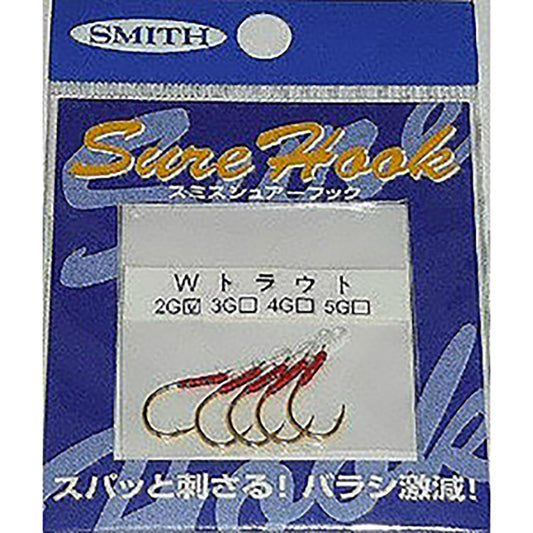 SMITH
Sure Hook
スミスシュアーフック
Wトラウト
2G☑ 3G☐ 4G☐ 5G☐
スパッと刺さる! バラシ激減!